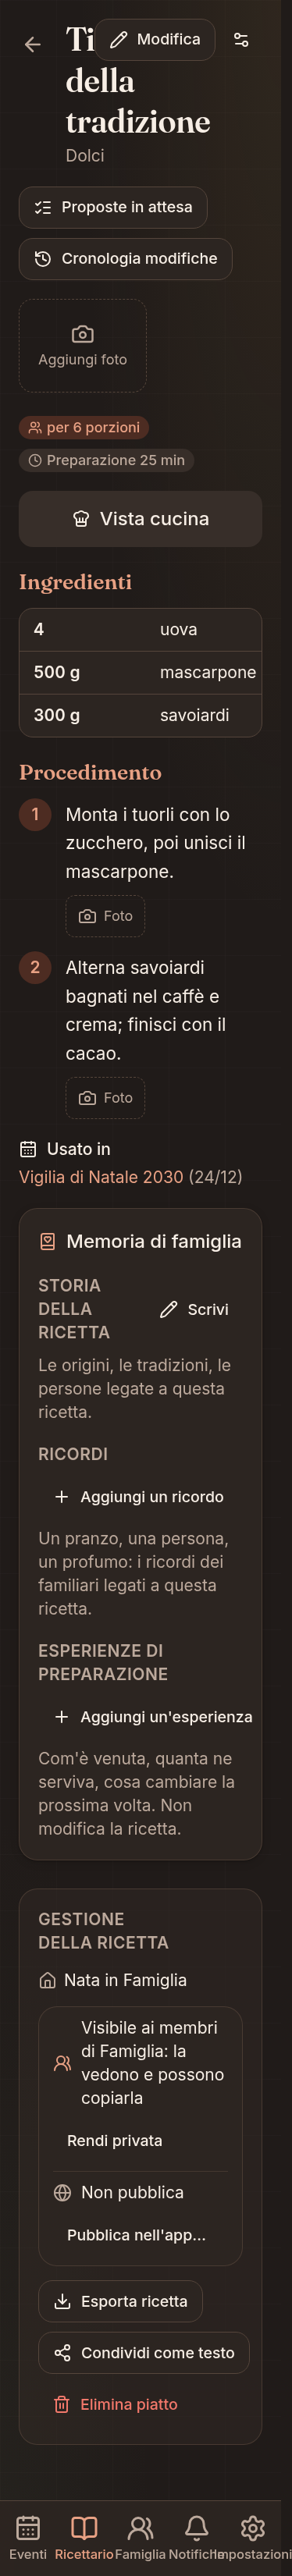 Ti
Modifica
della
tradizione
Dolci
Proposte in attesa
Cronologia modifiche
Aggiungi foto
per 6 porzioni
Preparazione 25 min
Vista cucina
Ingredienti
4 uova
500 g mascarpone
300 g savoiardi
Procedimento
1 Monta i tuorli con lo
zucchero, poi unisci il
mascarpone.
Foto
2 Alterna savoiardi
bagnati nel caffè e
crema; finisci con il
cacao.
Foto
Usato in
Vigilia di Natale 2030 (24/12)
Memoria di famiglia
STORIA
DELLA
RICETTA
Scrivi
Le origini, le tradizioni, le
persone legate a questa
ricetta.
RICORDI
Aggiungi un ricordo
Un pranzo, una persona,
un profumo: i ricordi dei
familiari legati a questa
ricetta.
ESPERIENZE DI
PREPARAZIONE
Aggiungi un'esperienza
Com'è venuta, quanta ne
serviva, cosa cambiare la
prossima volta. Non
modifica la ricetta.
GESTIONE
DELLA RICETTA
Nata in Famiglia
Visibile ai membri
di Famiglia: la
vedono e possono
copiarla
Rendi privata
Non pubblica
Pubblica nell'app...
Esporta ricetta
Condividi come testo
Elimina piatto
Eventi Ricettario Famiglia Notifiche Impostazioni